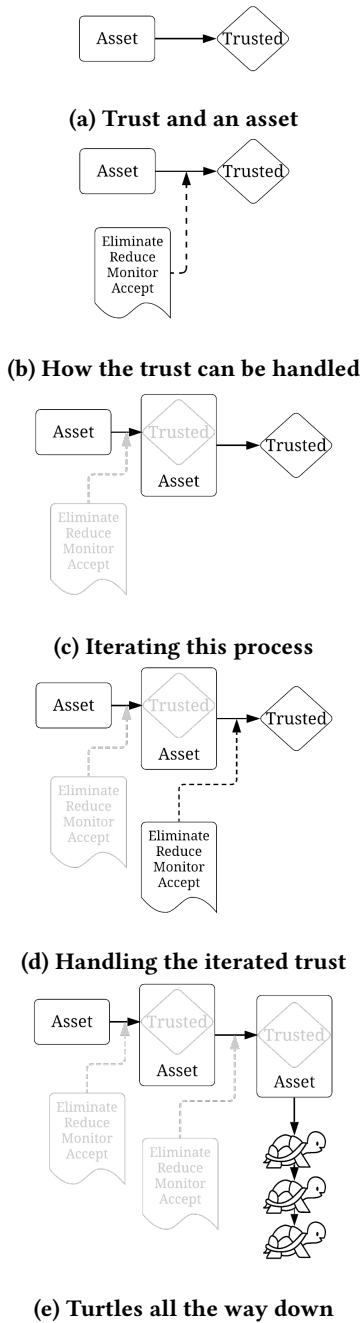 Asset
Trusted
(a) Trust and an asset
Asset
Trusted
Eliminate
Reduce
Monitor
Accept
(b) How the trust can be handled
Asset
Trusted
Asset
Trusted
Eliminate
Reduce
Monitor
Accept
(c) Iterating this process
Asset
Trusted
Asset
Trusted
Eliminate
Reduce
Monitor
Accept
Eliminate
Reduce
Monitor
Accept
(d) Handling the iterated trust
Asset
Trusted
Asset
Trusted
Asset
Eliminate
Reduce
Monitor
Accept
Eliminate
Reduce
Monitor
Accept
(e) Turtles all the way down